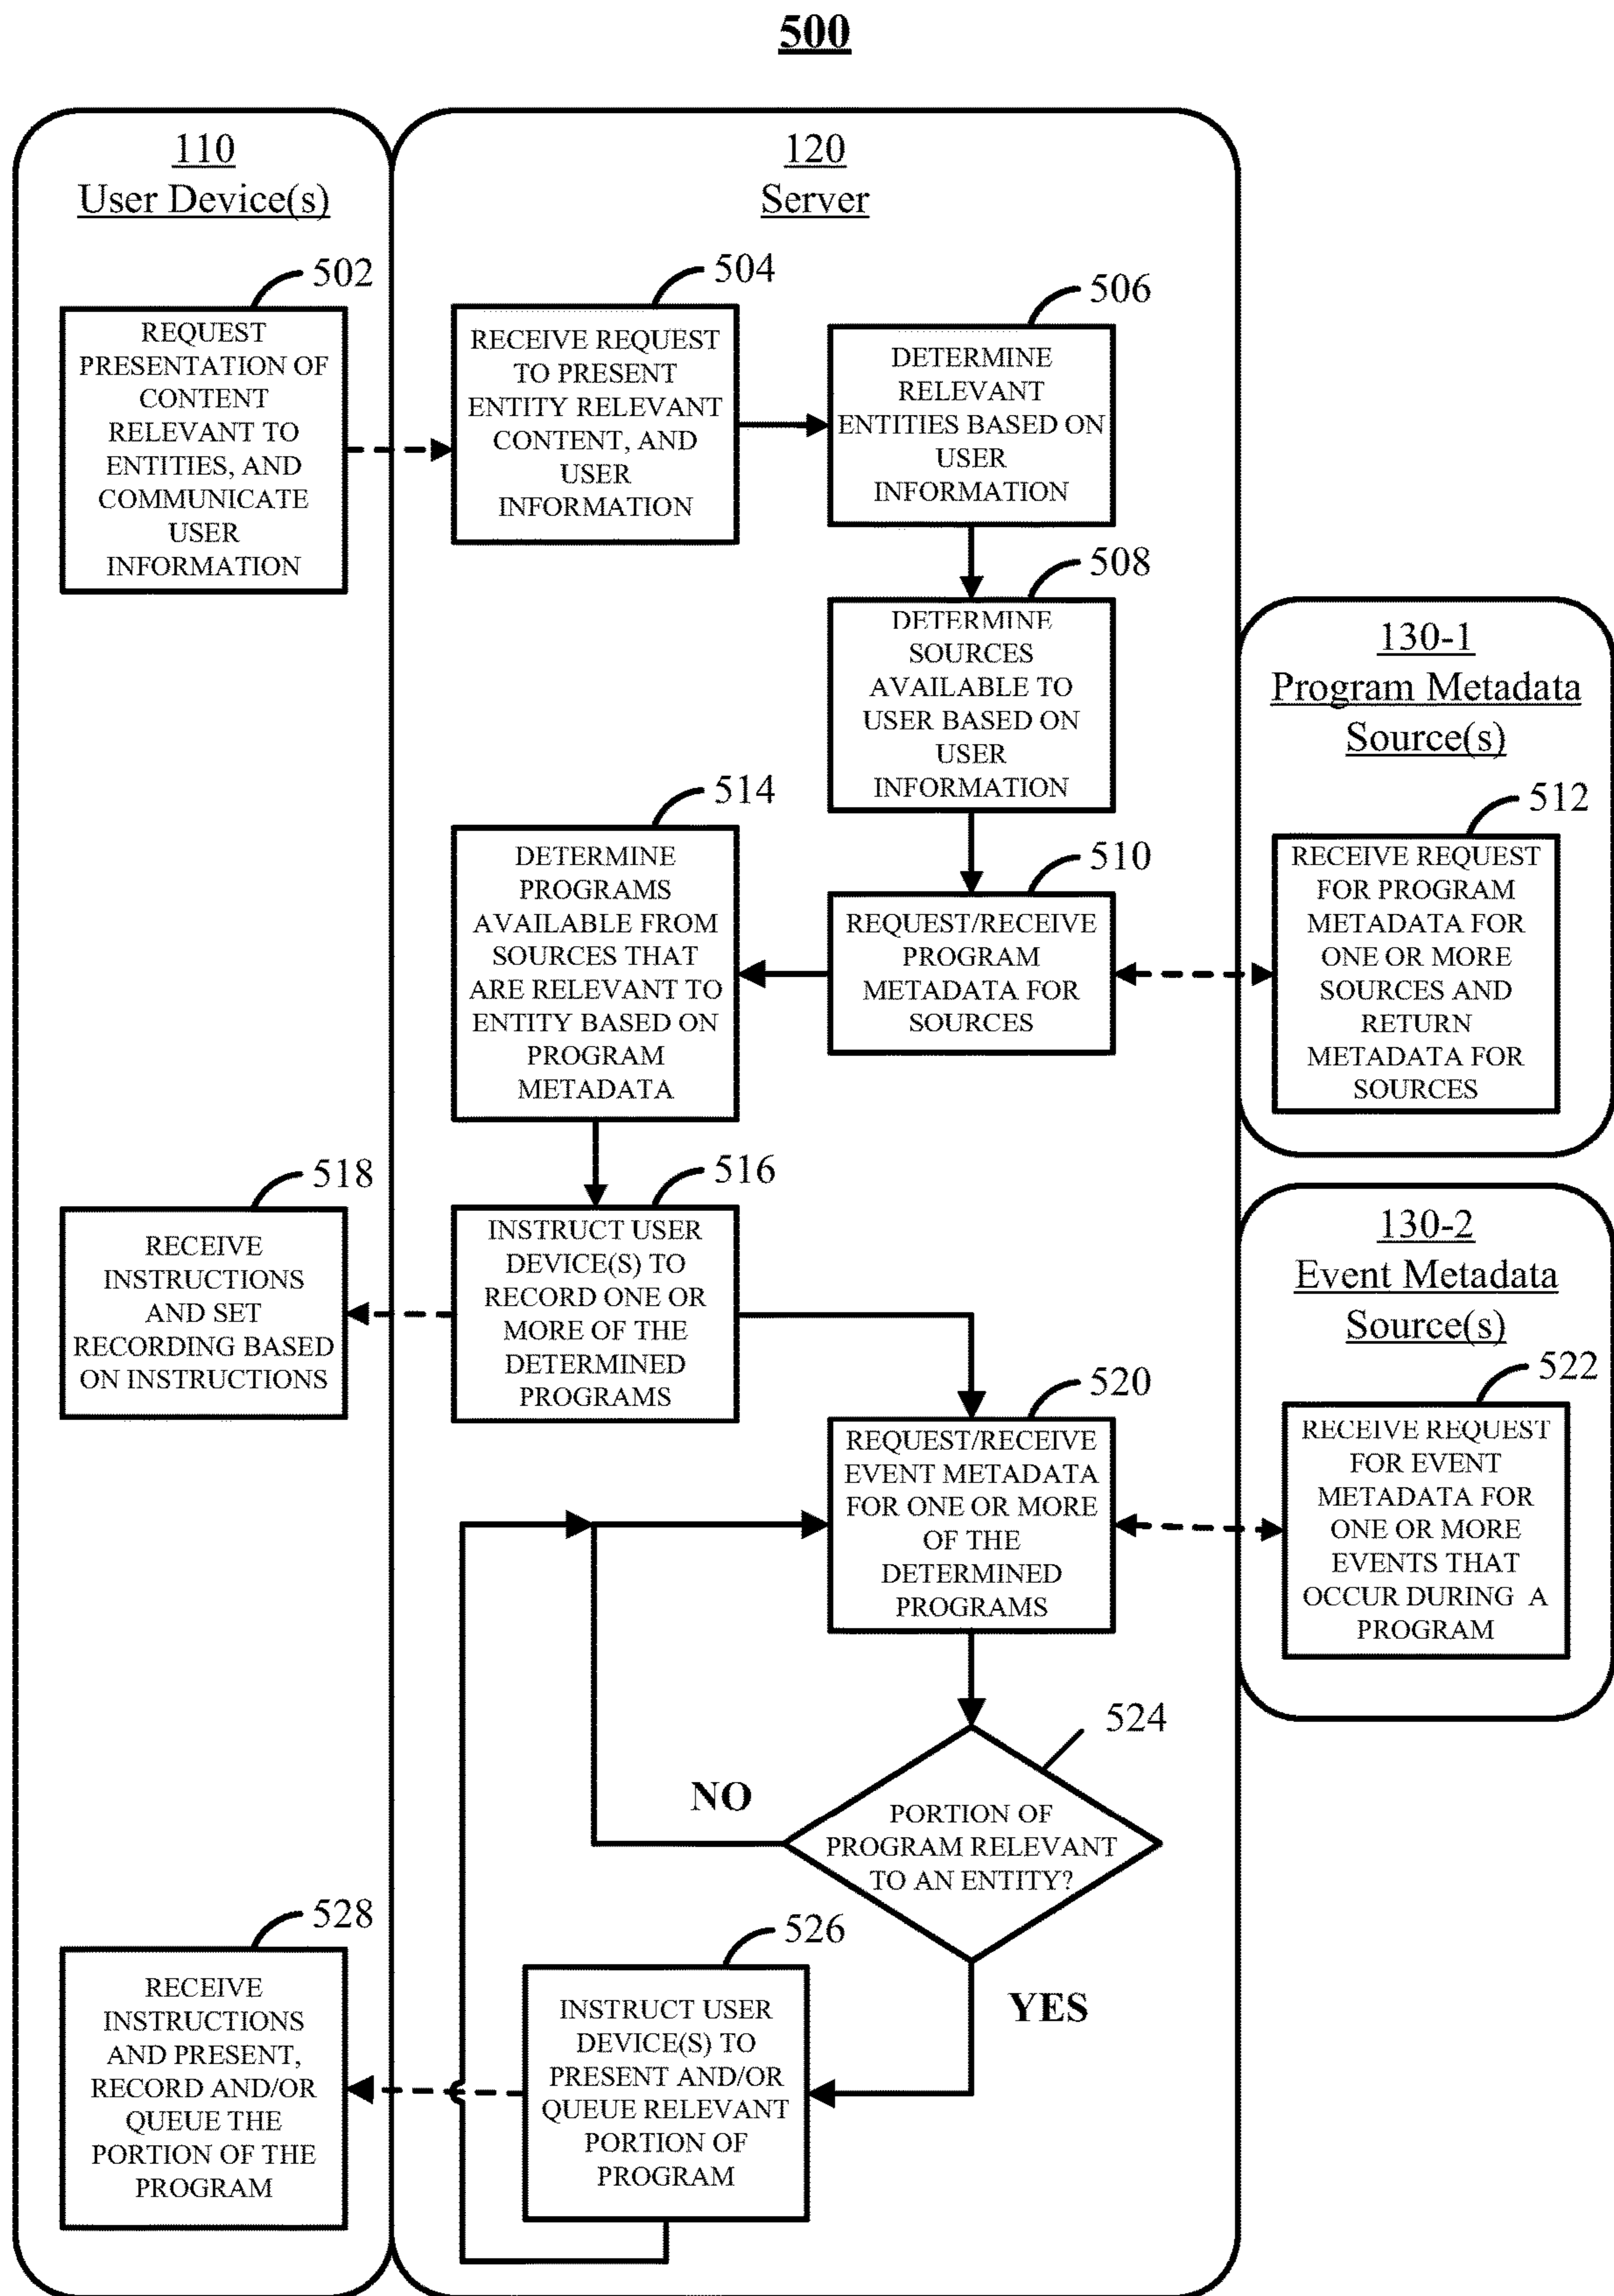 500
110
User Device(s)
120
Server
502
REQUEST
PRESENTATION OF
CONTENT
RELEVANT TO
ENTITIES, AND
COMMUNICATE
USER
INFORMATION
504
RECEIVE REQUEST
TO PRESENT
ENTITY RELEVANT
CONTENT, AND
USER
INFORMATION
506
DETERMINE
RELEVANT
ENTITIES BASED ON
USER
INFORMATION
508
DETERMINE
SOURCES
AVAILABLE TO
USER BASED ON
USER
INFORMATION
130-1
Program Metadata
Source(s)
510
REQUEST/RECEIVE
PROGRAM
METADATA FOR
SOURCES
512
RECEIVE REQUEST
FOR PROGRAM
METADATA FOR
ONE OR MORE
SOURCES AND
RETURN
METADATA FOR
SOURCES
514
DETERMINE
PROGRAMS
AVAILABLE FROM
SOURCES THAT
ARE RELEVANT TO
ENTITY BASED ON
PROGRAM
METADATA
516
INSTRUCT USER
DEVICE(S) TO
RECORD ONE OR
MORE OF THE
DETERMINED
PROGRAMS
518
RECEIVE
INSTRUCTIONS
AND SET
RECORDING BASED
ON INSTRUCTIONS
130-2
Event Metadata
Source(s)
520
REQUEST/RECEIVE
EVENT METADATA
FOR ONE OR MORE
OF THE
DETERMINED
PROGRAMS
522
RECEIVE REQUEST
FOR EVENT
METADATA FOR
ONE OR MORE
EVENTS THAT
OCCUR DURING A
PROGRAM
524
PORTION OF
PROGRAM RELEVANT
TO AN ENTITY?
NO
YES
526
INSTRUCT USER
DEVICE(S) TO
PRESENT AND/OR
QUEUE RELEVANT
PORTION OF
PROGRAM
528
RECEIVE
INSTRUCTIONS
AND PRESENT,
RECORD AND/OR
QUEUE THE
PORTION OF THE
PROGRAM